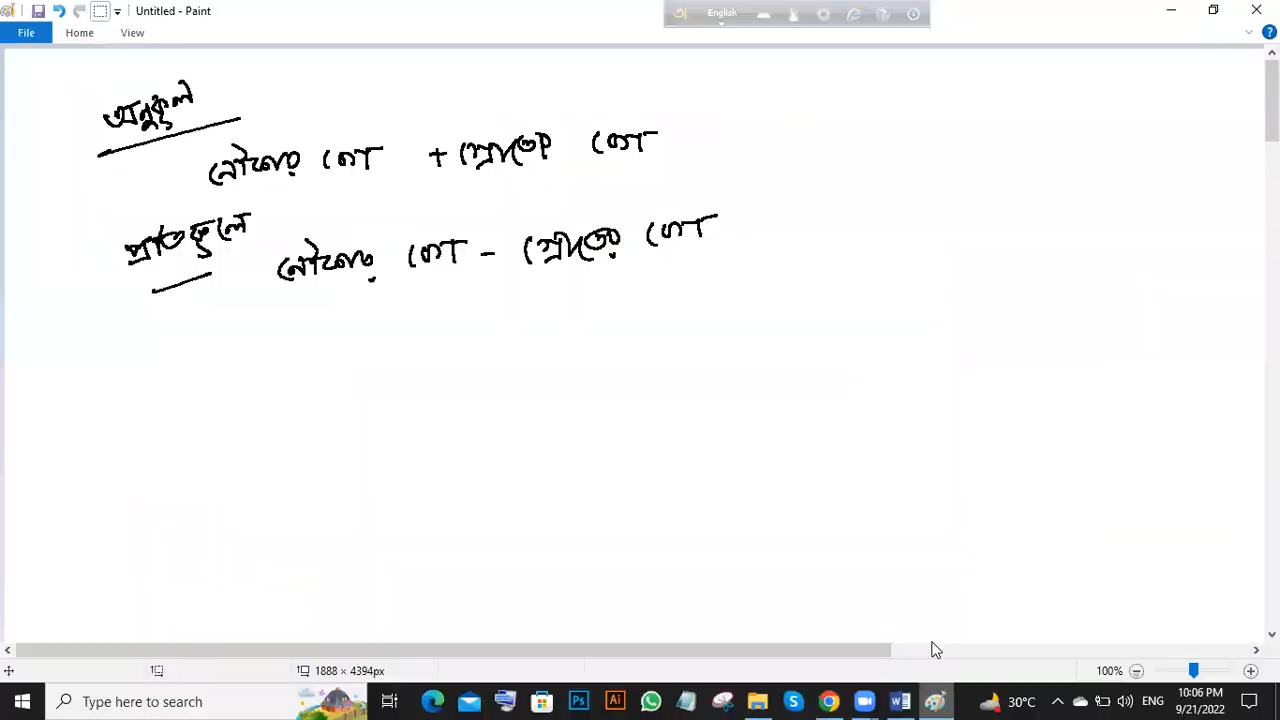 Untitled - Paint
English
File Home View
অনুকূল
নৌকার বেগ + স্রোতের বেগ
প্রতিকূলে
নৌকার বেগ - স্রোতের বেগ
1888 × 4394px
100%
Type here to search
30°C
ENG
10:06 PM
9/21/2022